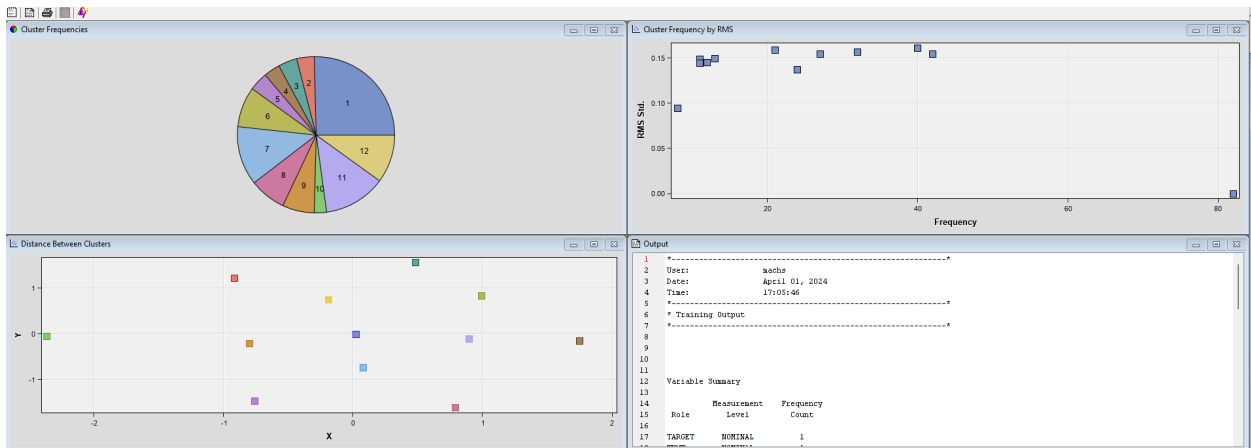 Cluster Frequencies
1
2
3
4
5
6
7
8
9
10
11
12
Cluster Frequency by RMS
RMS Std.
0.15
0.10
0.05
0.00
20
40
60
80
Frequency
Distance Between Clusters
Y
1
0
-1
-2
-1
0
1
2
X
Output
1 *------------------------------------------------------------*
2 User: machs
3 Date: April 01, 2024
4 Time: 17:05:46
5 *------------------------------------------------------------*
6 * Training Output
7 *------------------------------------------------------------*
8
9
10
11
12 Variable Summary
13
14 Measurement Frequency
15 Role Level Count
16
17 TARGET NOMINAL 1